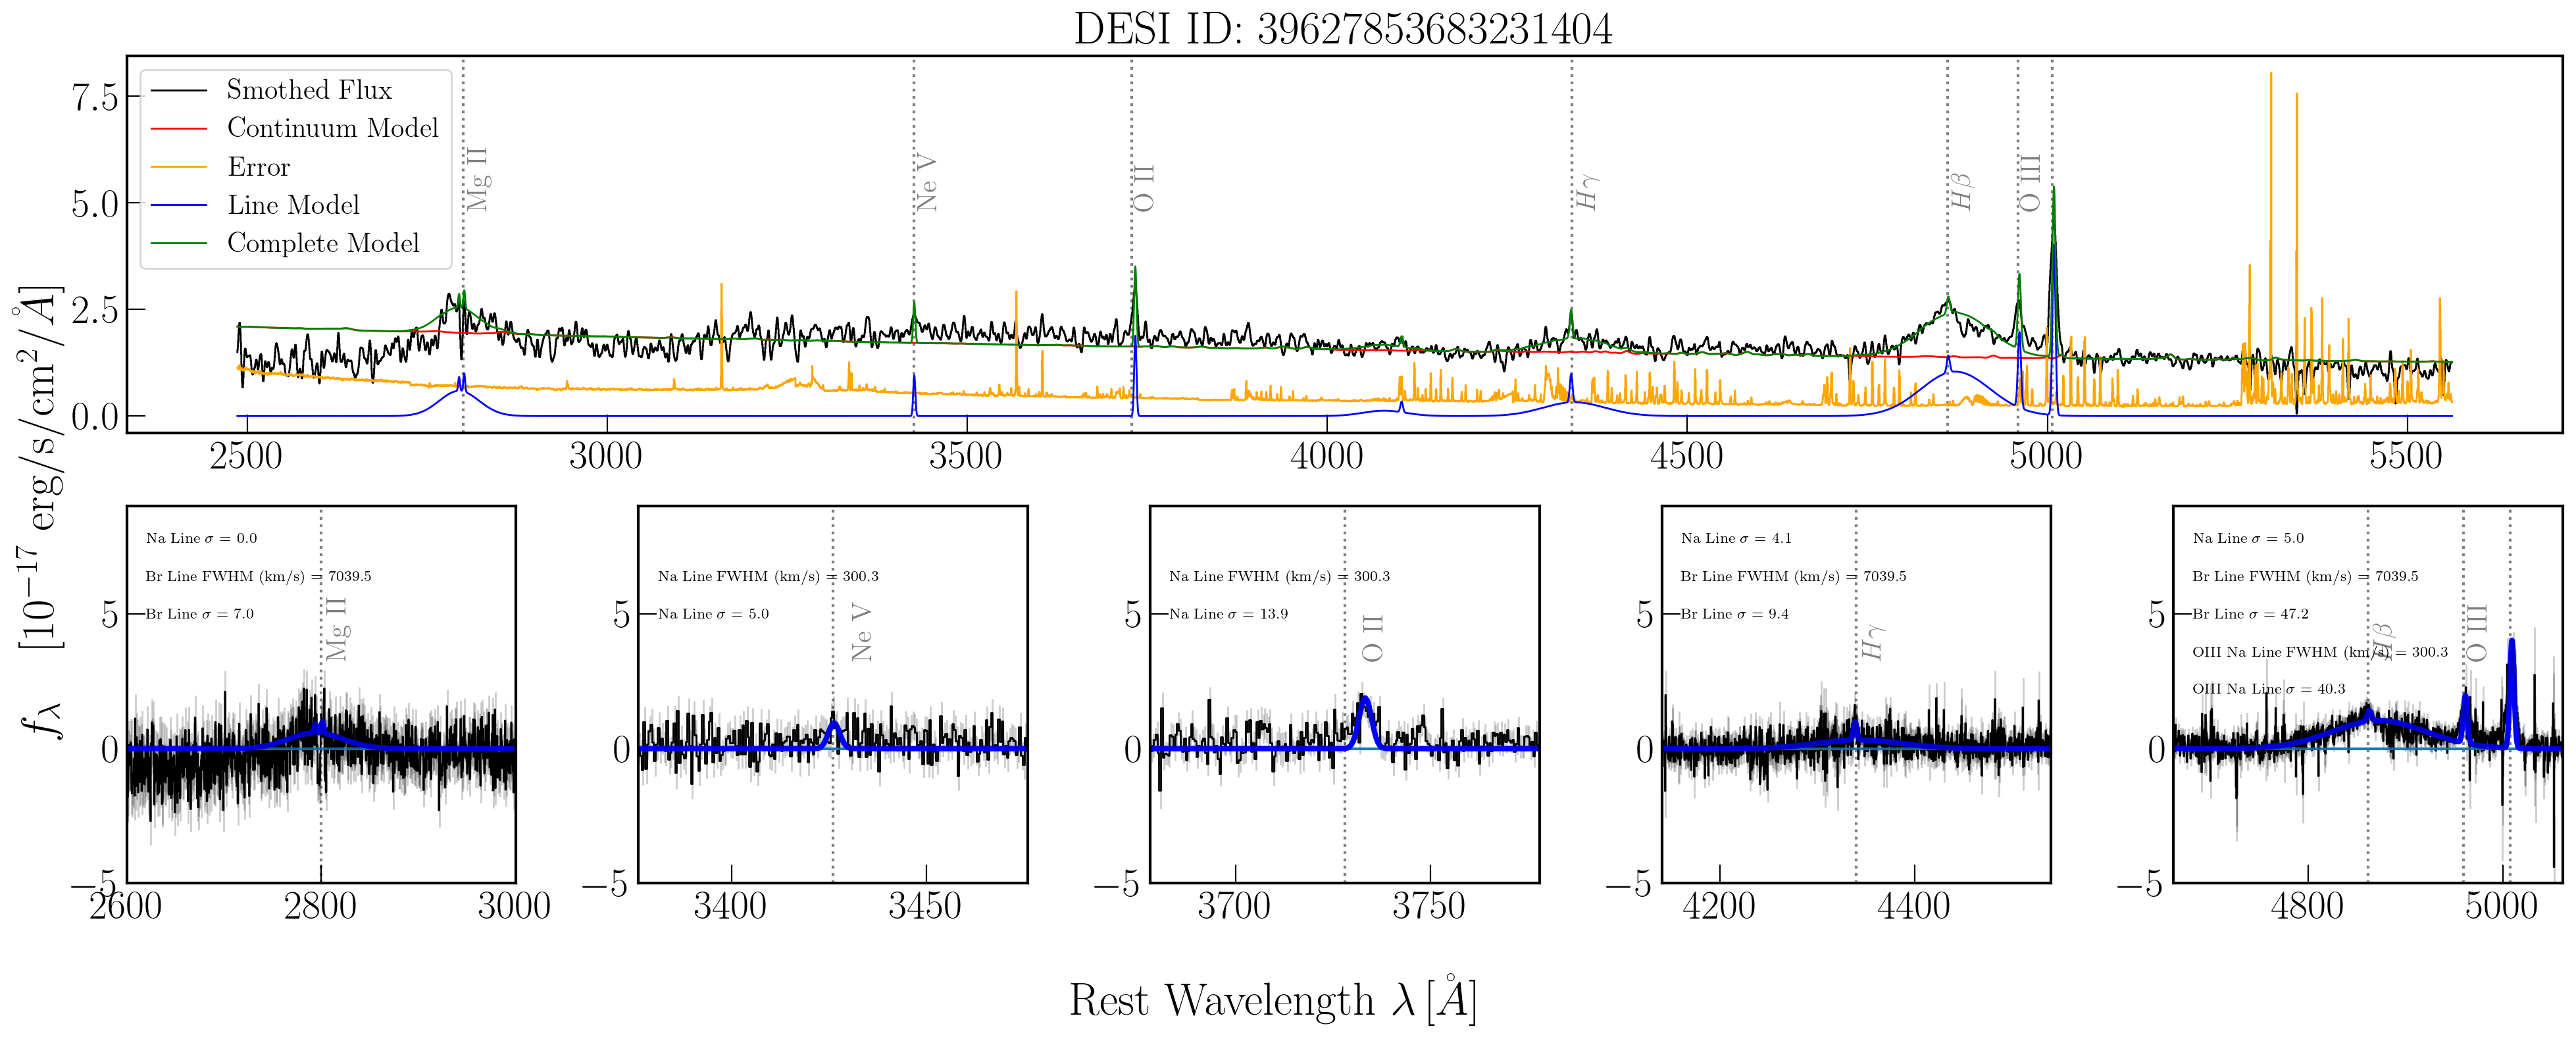 DESI ID: 39627853683231404
Smothed Flux
Continuum Model
Error
Line Model
Complete Model
Mg II
Ne V
O II
Hγ
Hβ
O III
7.5
5.0
2.5
0.0
2500 3000 3500 4000 4500 5000 5500
f_λ [10^{-17} erg/s/cm^2/Å]
Na Line σ = 0.0
Br Line FWHM (km/s) = 7039.5
Br Line σ = 7.0
Mg II
5
0
−5
2600 2800 3000
Na Line FWHM (km/s) = 300.3
Na Line σ = 5.0
Ne V
5
0
−5
3400 3450
Na Line FWHM (km/s) = 300.3
Na Line σ = 13.9
O II
5
0
−5
3700 3750
Na Line σ = 4.1
Br Line FWHM (km/s) = 7039.5
Br Line σ = 9.4
Hγ
5
0
−5
4200 4400
Na Line σ = 5.0
Br Line FWHM (km/s) = 7039.5
Br Line σ = 47.2
OIII Na Line FWHM (km/s) = 300.3
OIII Na Line σ = 40.3
Hβ
O III
5
0
−5
4800 5000
Rest Wavelength λ [Å]